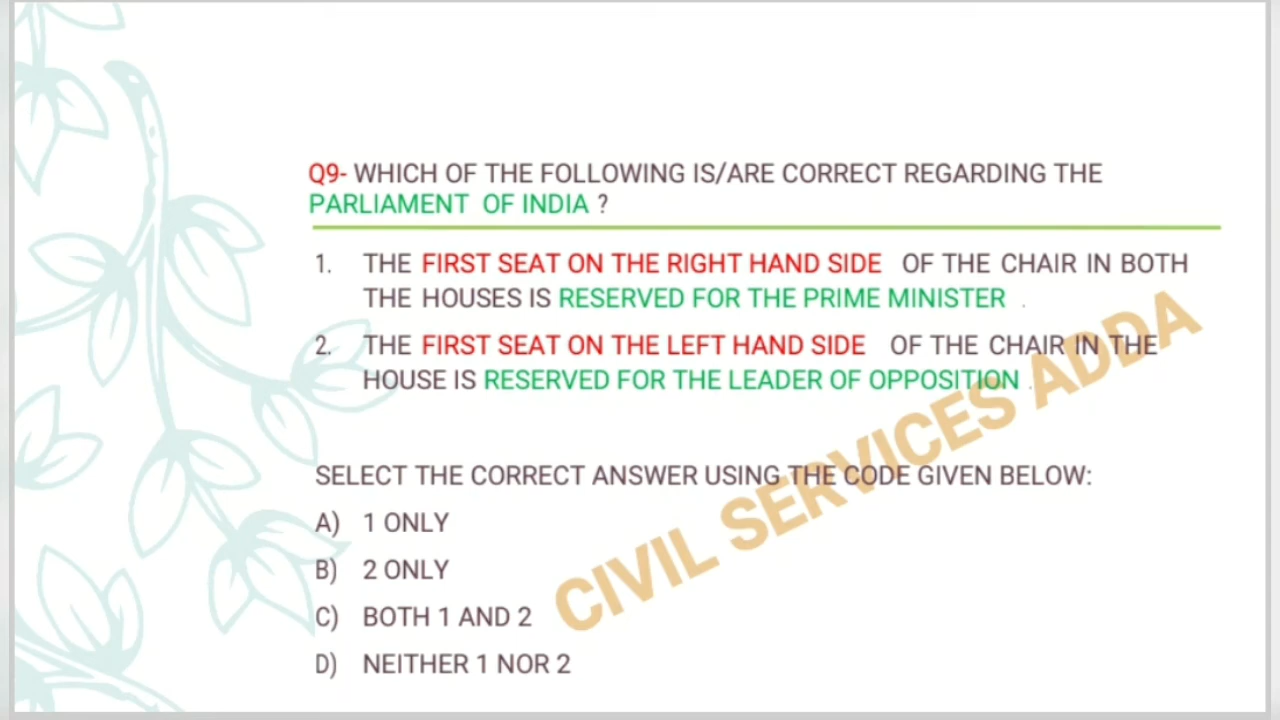 Q9- WHICH OF THE FOLLOWING IS/ARE CORRECT REGARDING THE
PARLIAMENT OF INDIA ?
1. THE FIRST SEAT ON THE RIGHT HAND SIDE OF THE CHAIR IN BOTH
THE HOUSES IS RESERVED FOR THE PRIME MINISTER .
2. THE FIRST SEAT ON THE LEFT HAND SIDE OF THE CHAIR IN THE
HOUSE IS RESERVED FOR THE LEADER OF OPPOSITION .
SELECT THE CORRECT ANSWER USING THE CODE GIVEN BELOW:
A) 1 ONLY
B) 2 ONLY
C) BOTH 1 AND 2
D) NEITHER 1 NOR 2
CIVIL SERVICES ADDA